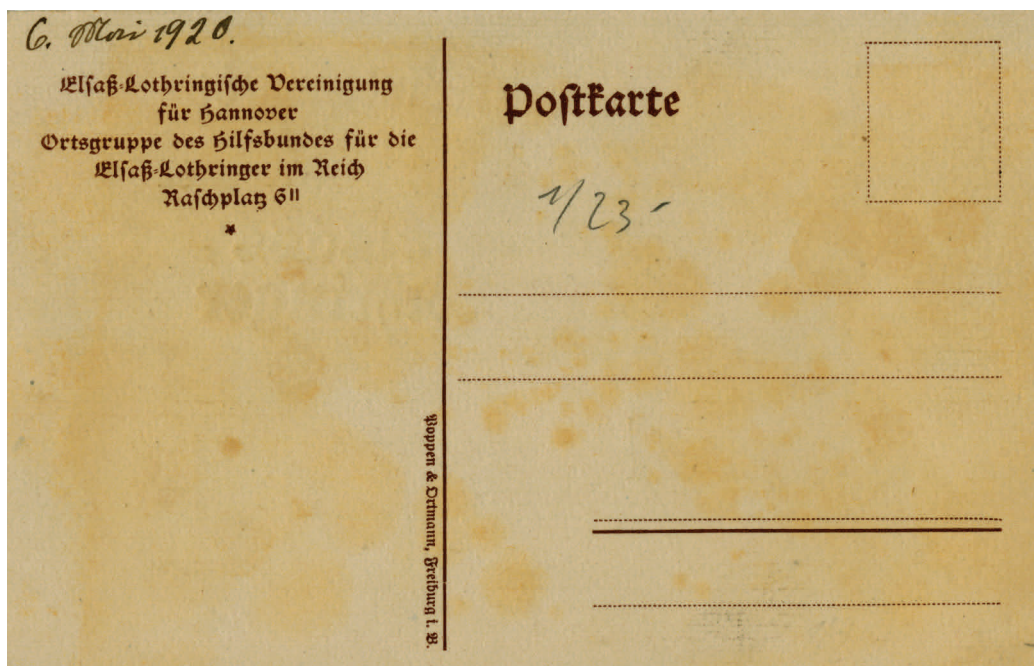 6. Mai 1920.
Elsaß-Lothringische Vereinigung
für Hannover
Ortsgruppe des Hilfsbundes für die
Elsaß-Lothringer im Reich
Raschplatz 6II
*
Postkarte
1/23-
Poppen & Ortmann, Freiburg i. B.